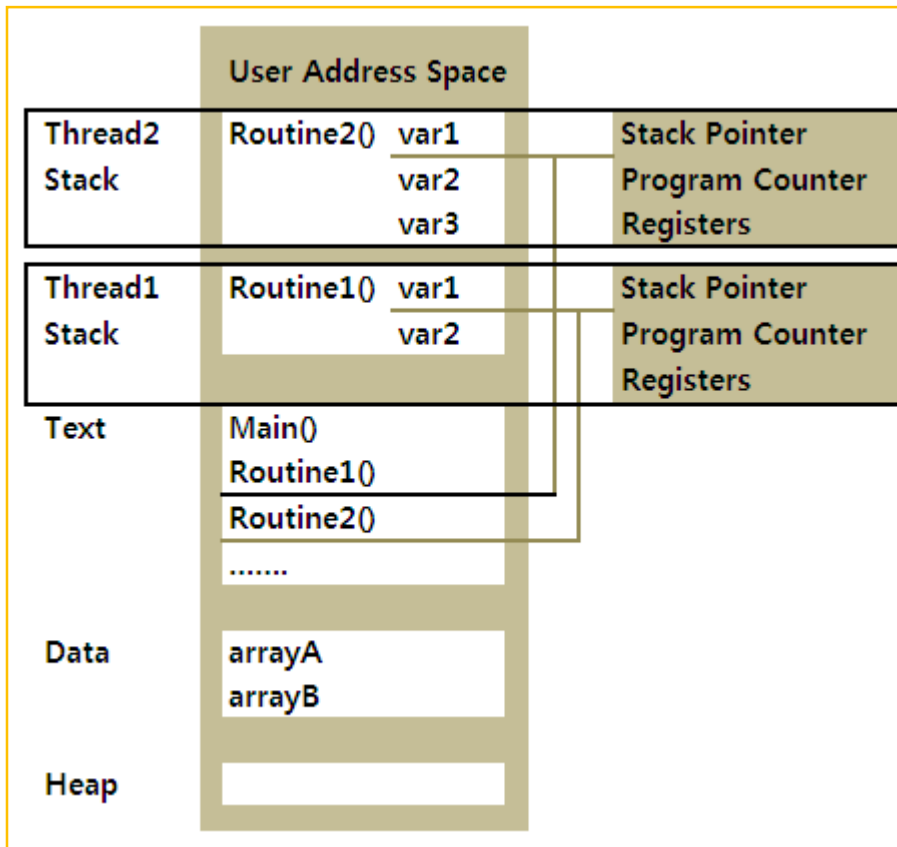 User Address Space
Thread2 Routine2() var1 Stack Pointer
Stack var2 Program Counter
var3 Registers
Thread1 Routine1() var1 Stack Pointer
Stack var2 Program Counter
Registers
Text Main()
Routine1()
Routine2()
.......
Data arrayA
arrayB
Heap